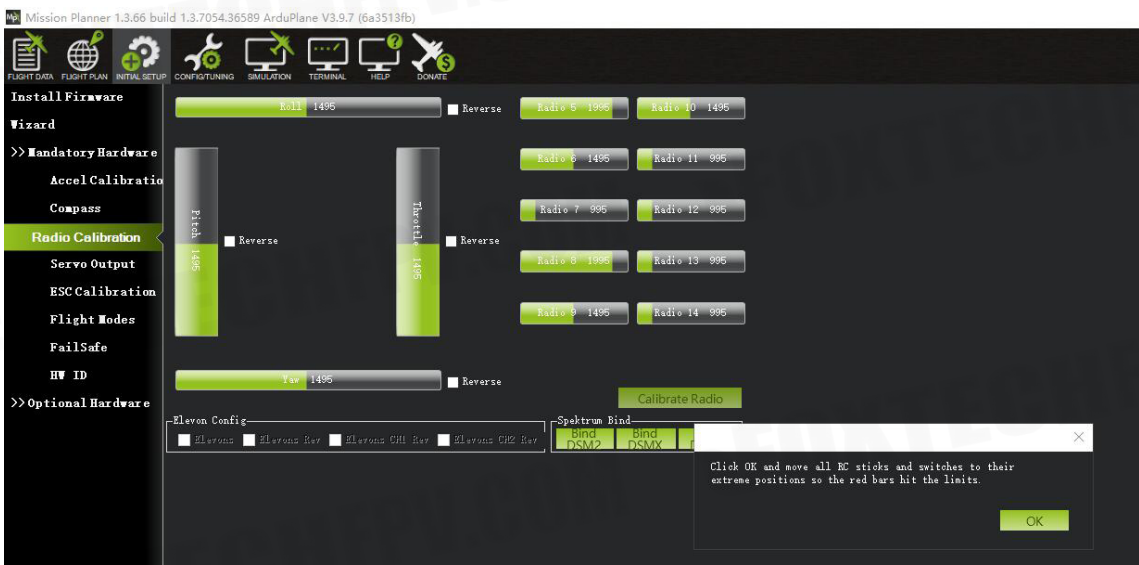 Mission Planner 1.3.66 build 1.3.7054.36589 ArduPlane V3.9.7 (6a3513fb)
FLIGHT DATA FLIGHT PLAN INITIAL SETUP CONFIG/TUNING SIMULATION TERMINAL HELP DONATE
Install Firmware
Wizard
>> Mandatory Hardware
Accel Calibratio
Compass
Radio Calibration
Servo Output
ESC Calibration
Flight Modes
FailSafe
HW ID
>> Optional Hardware
Roll 1495
Reverse
Pitch 1495
Reverse
Throttle 1495
Reverse
Yaw 1495
Reverse
Radio 5 1995
Radio 10 1495
Radio 6 1495
Radio 11 995
Radio 7 995
Radio 12 995
Radio 8 1995
Radio 13 995
Radio 9 1495
Radio 14 995
Calibrate Radio
Elevon Config
Elevons Elevons Rev Elevons CH1 Rev Elevons CH2 Rev
Spektrum Bind
Bind DSM2
Bind DSMX
Click OK and move all RC sticks and switches to their
extreme positions so the red bars hit the limits.
OK